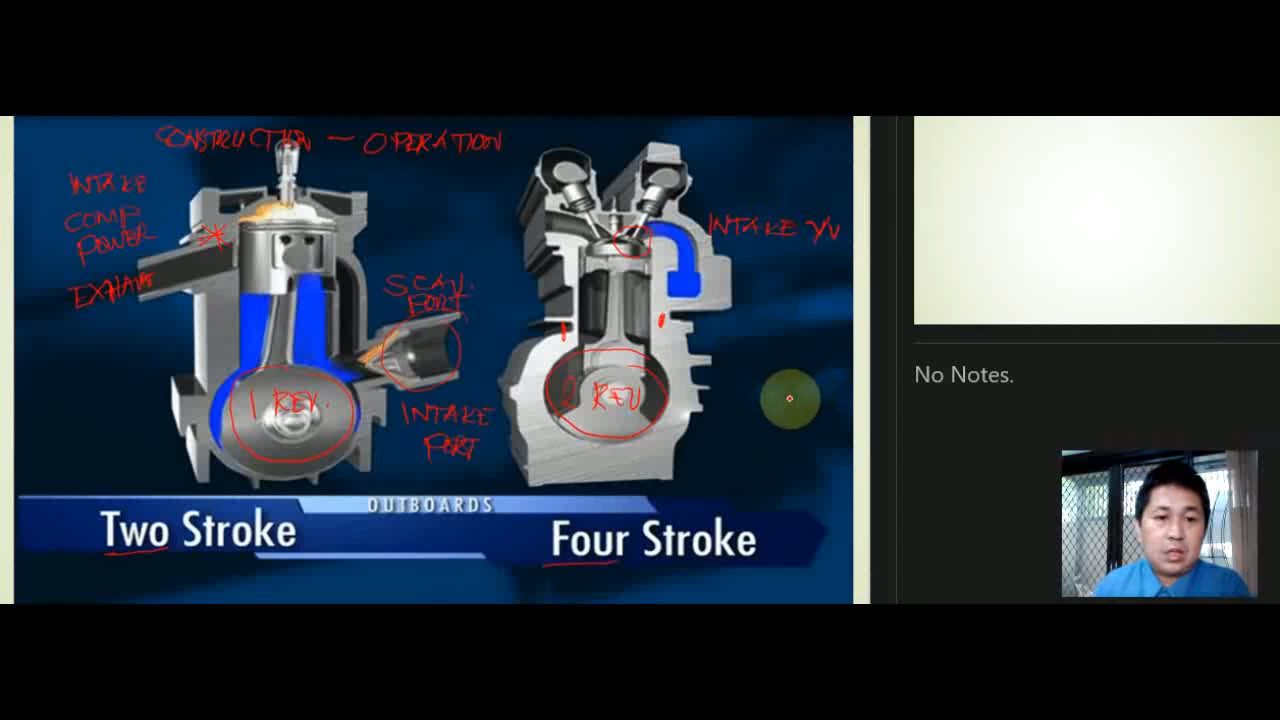 CONSTRUCTION — OPERATION
INTAKE
COMP
POWER
EXHAUST
SCAV.
PORT
INTAKE
PORT
1 REV.
INTAKE V/V
2 REV
OUTBOARDS
Two Stroke
Four Stroke
No Notes.